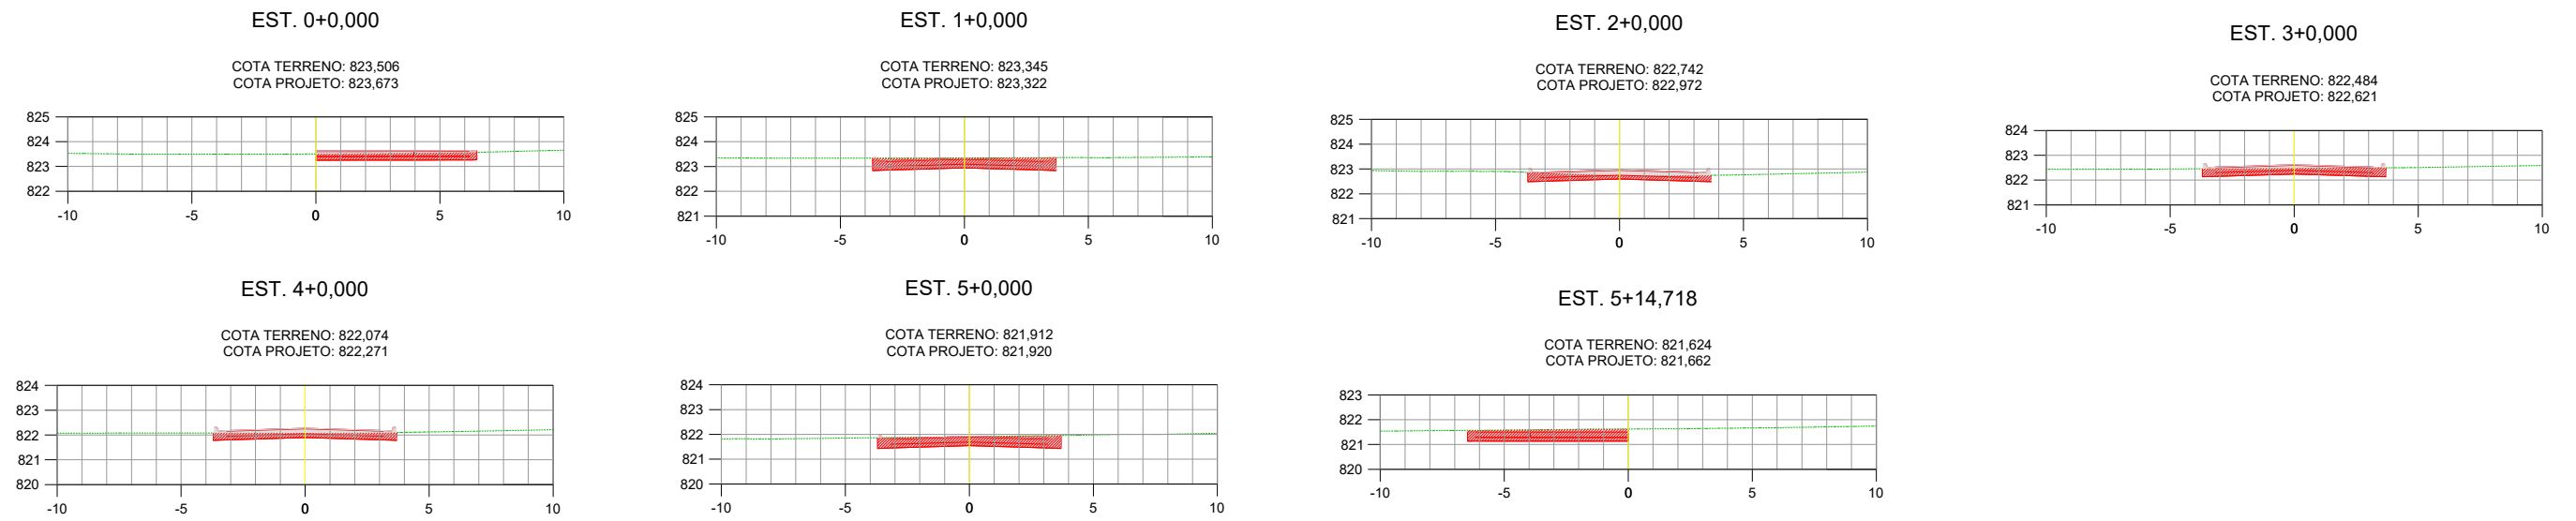 EST. 0+0,000
COTA TERRENO: 823,506
COTA PROJETO: 823,673
825
824
823
822
-10 -5 0 5 10
EST. 1+0,000
COTA TERRENO: 823,345
COTA PROJETO: 823,322
825
824
823
822
821
-10 -5 0 5 10
EST. 2+0,000
COTA TERRENO: 822,742
COTA PROJETO: 822,972
825
824
823
822
821
-10 -5 0 5 10
EST. 3+0,000
COTA TERRENO: 822,484
COTA PROJETO: 822,621
824
823
822
821
-10 -5 0 5 10
EST. 4+0,000
COTA TERRENO: 822,074
COTA PROJETO: 822,271
824
823
822
821
820
-10 -5 0 5 10
EST. 5+0,000
COTA TERRENO: 821,912
COTA PROJETO: 821,920
824
823
822
821
820
-10 -5 0 5 10
EST. 5+14,718
COTA TERRENO: 821,624
COTA PROJETO: 821,662
823
822
821
820
-10 -5 0 5 10